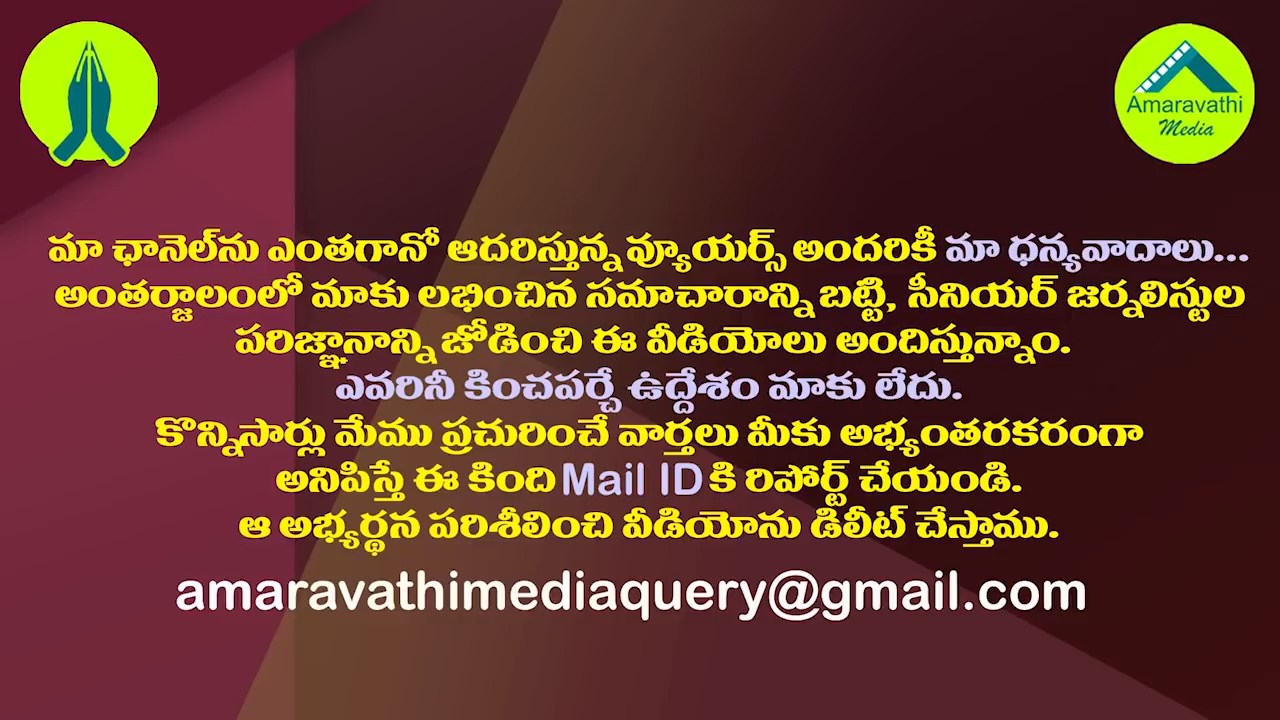 Amaravathi
Media
మా ఛానెల్‌ను ఎంతగానో ఆదరిస్తున్న వ్యూయర్స్ అందరికీ మా ధన్యవాదాలు...
అంతర్జాలంలో మాకు లభించిన సమాచారాన్ని బట్టి, సీనియర్ జర్నలిస్టుల
పరిజ్ఞానాన్ని జోడించి ఈ వీడియోలు అందిస్తున్నాం.
ఎవరినీ కించపర్చే ఉద్దేశం మాకు లేదు.
కొన్నిసార్లు మేము ప్రచురించే వార్తలు మీకు అభ్యంతరకరంగా
అనిపిస్తే ఈ కింది Mail ID కి రిపోర్ట్ చేయండి.
ఆ అభ్యర్థన పరిశీలించి వీడియోను డిలీట్ చేస్తాము.
amaravathimediaquery@gmail.com